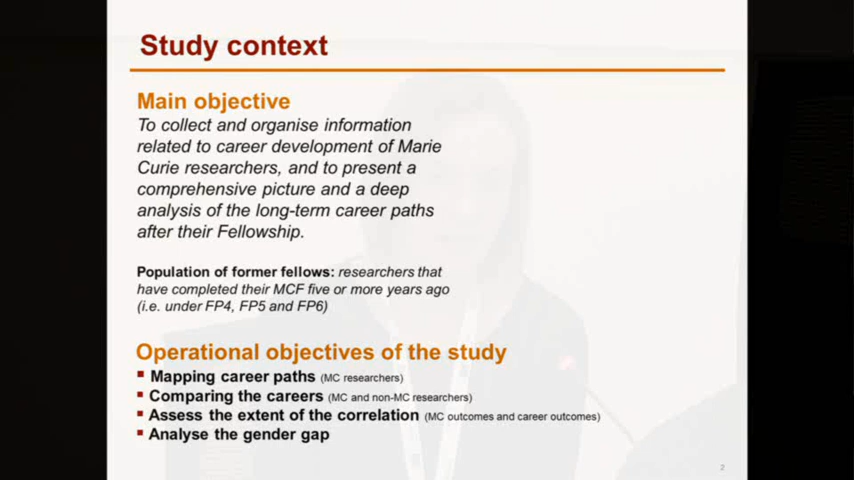 Study context
Main objective
To collect and organise information
related to career development of Marie
Curie researchers, and to present a
comprehensive picture and a deep
analysis of the long-term career paths
after their Fellowship.
Population of former fellows: researchers that
have completed their MCF five or more years ago
(i.e. under FP4, FP5 and FP6)
Operational objectives of the study
▪ Mapping career paths (MC researchers)
▪ Comparing the careers (MC and non-MC researchers)
▪ Assess the extent of the correlation (MC outcomes and career outcomes)
▪ Analyse the gender gap
2